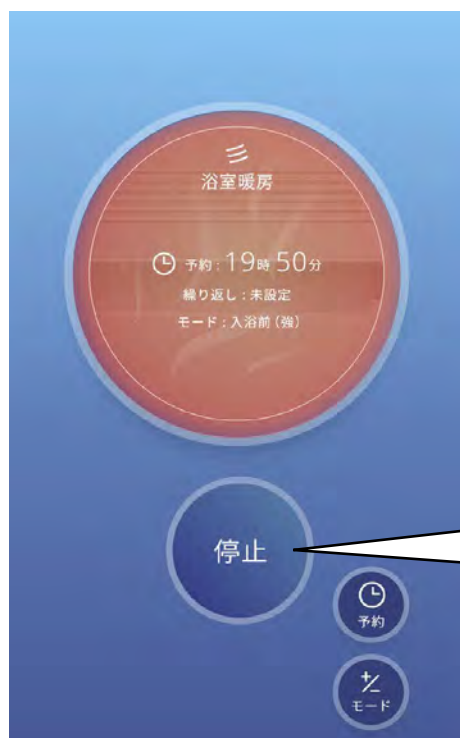 浴室暖房
予約：19時50分
繰り返し：未設定
モード：入浴前（強）
停止
予約
モード